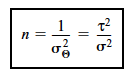 n = 1/σ_Θ² = τ²/σ²